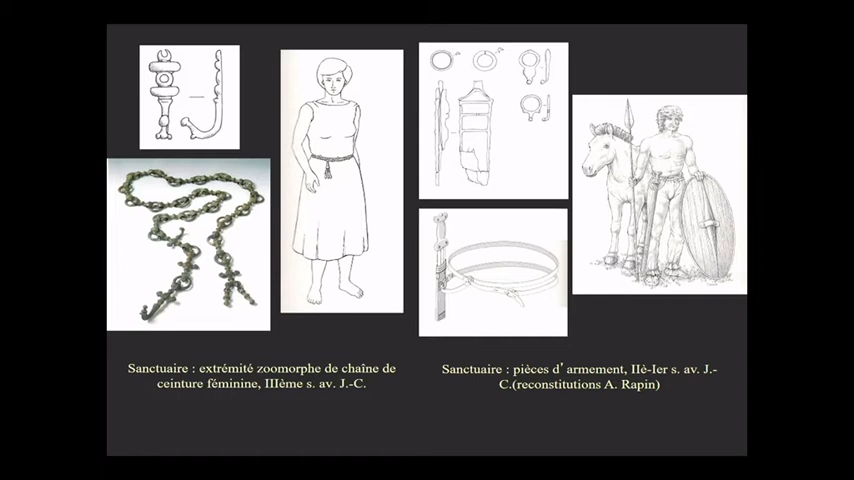 Sanctuaire : extrémité zoomorphe de chaîne de
ceinture féminine, IIIème s. av. J.-C.
Sanctuaire : pièces d’armement, IIè-Ier s. av. J.-
C.(reconstitutions A. Rapin)